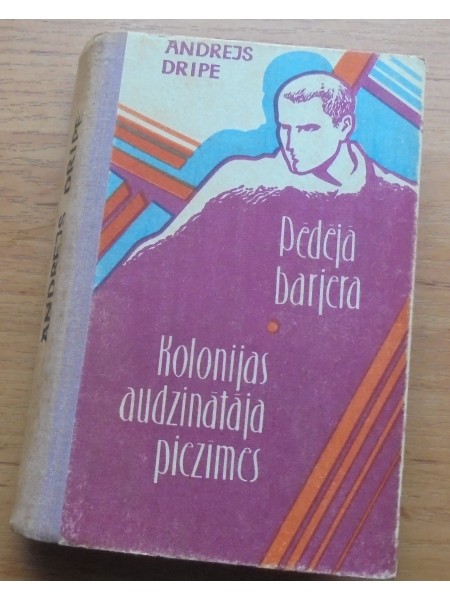 ANDREJS
DRIPE
Pēdējā
barjera
Kolonijas
audzinātāja
piezīmes
ANDREJS DRIPE